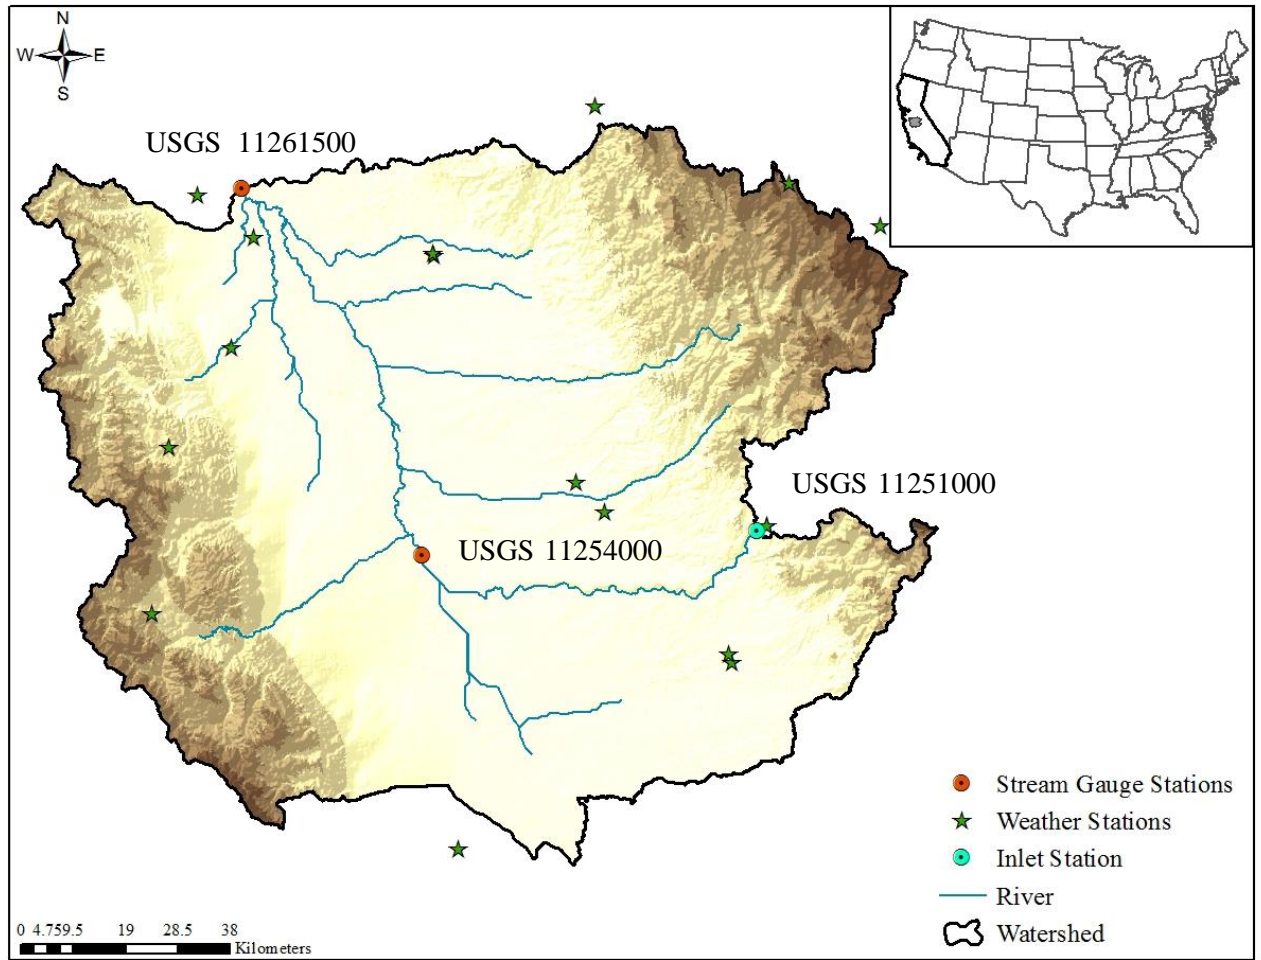 N
W E
S
USGS 11261500
USGS 11251000
USGS 11254000
Stream Gauge Stations
Weather Stations
Inlet Station
River
Watershed
0 4.759.5 19 28.5 38
Kilometers